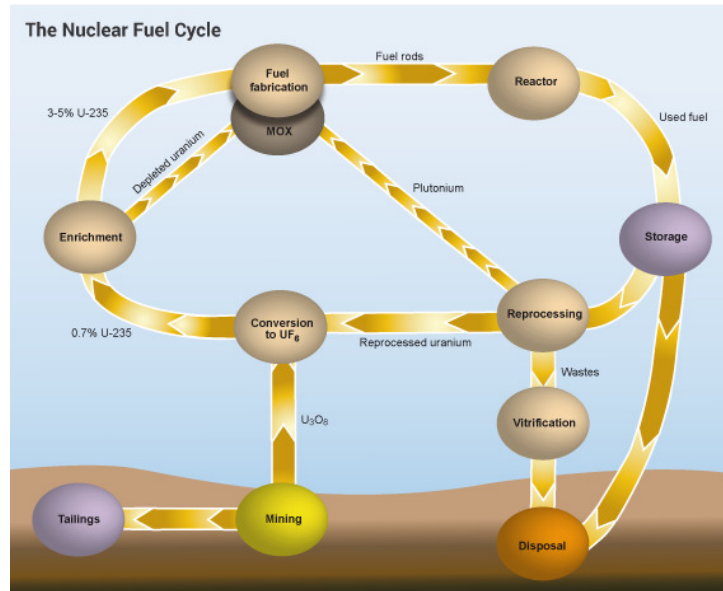 The Nuclear Fuel Cycle
Fuel rods
Fuel
fabrication
Reactor
3-5% U-235
Used fuel
MOX
Depleted uranium
Plutonium
Enrichment
Storage
Conversion
to UF₆
Reprocessing
0.7% U-235
Reprocessed uranium
Wastes
U₃O₈
Vitrification
Tailings
Mining
Disposal